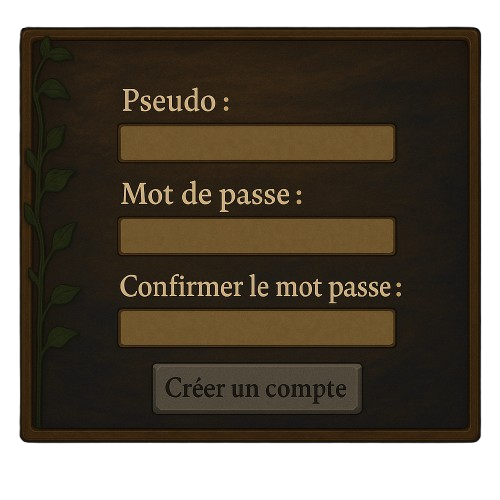 Pseudo :
Mot de passe :
Confirmer le mot passe :
Créer un compte